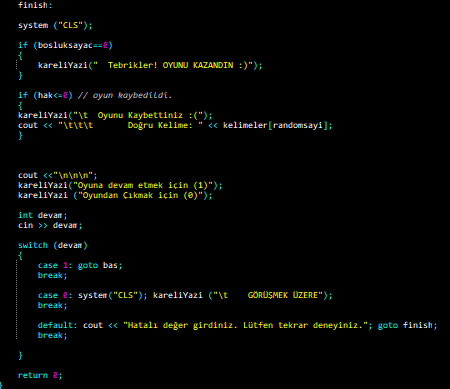 finish:
system ("CLS");
if (bosluksayac==0)
{
kareliYazi("  Tebrikler! OYUNU KAZANDIN :)");
}
if (hak<=0) // oyun kaybedildi.
{
kareliYazi("\t  Oyunu Kaybettiniz :(");
cout << "\t\t\t       Doğru Kelime: " << kelimeler[randomsayi];
}
cout <<"\n\n\n";
kareliYazi("Oyuna devam etmek için (1)");
kareliYazi ("Oyundan Çıkmak için (0)");
int devam;
cin >> devam;
switch (devam)
{
case 1: goto bas;
break;
case 0: system("CLS"); kareliYazi ("\t    GÖRÜŞMEK ÜZERE");
break;
default: cout << "Hatalı değer girdiniz. Lütfen tekrar deneyiniz."; goto finish;
break;
}
return 0;
}